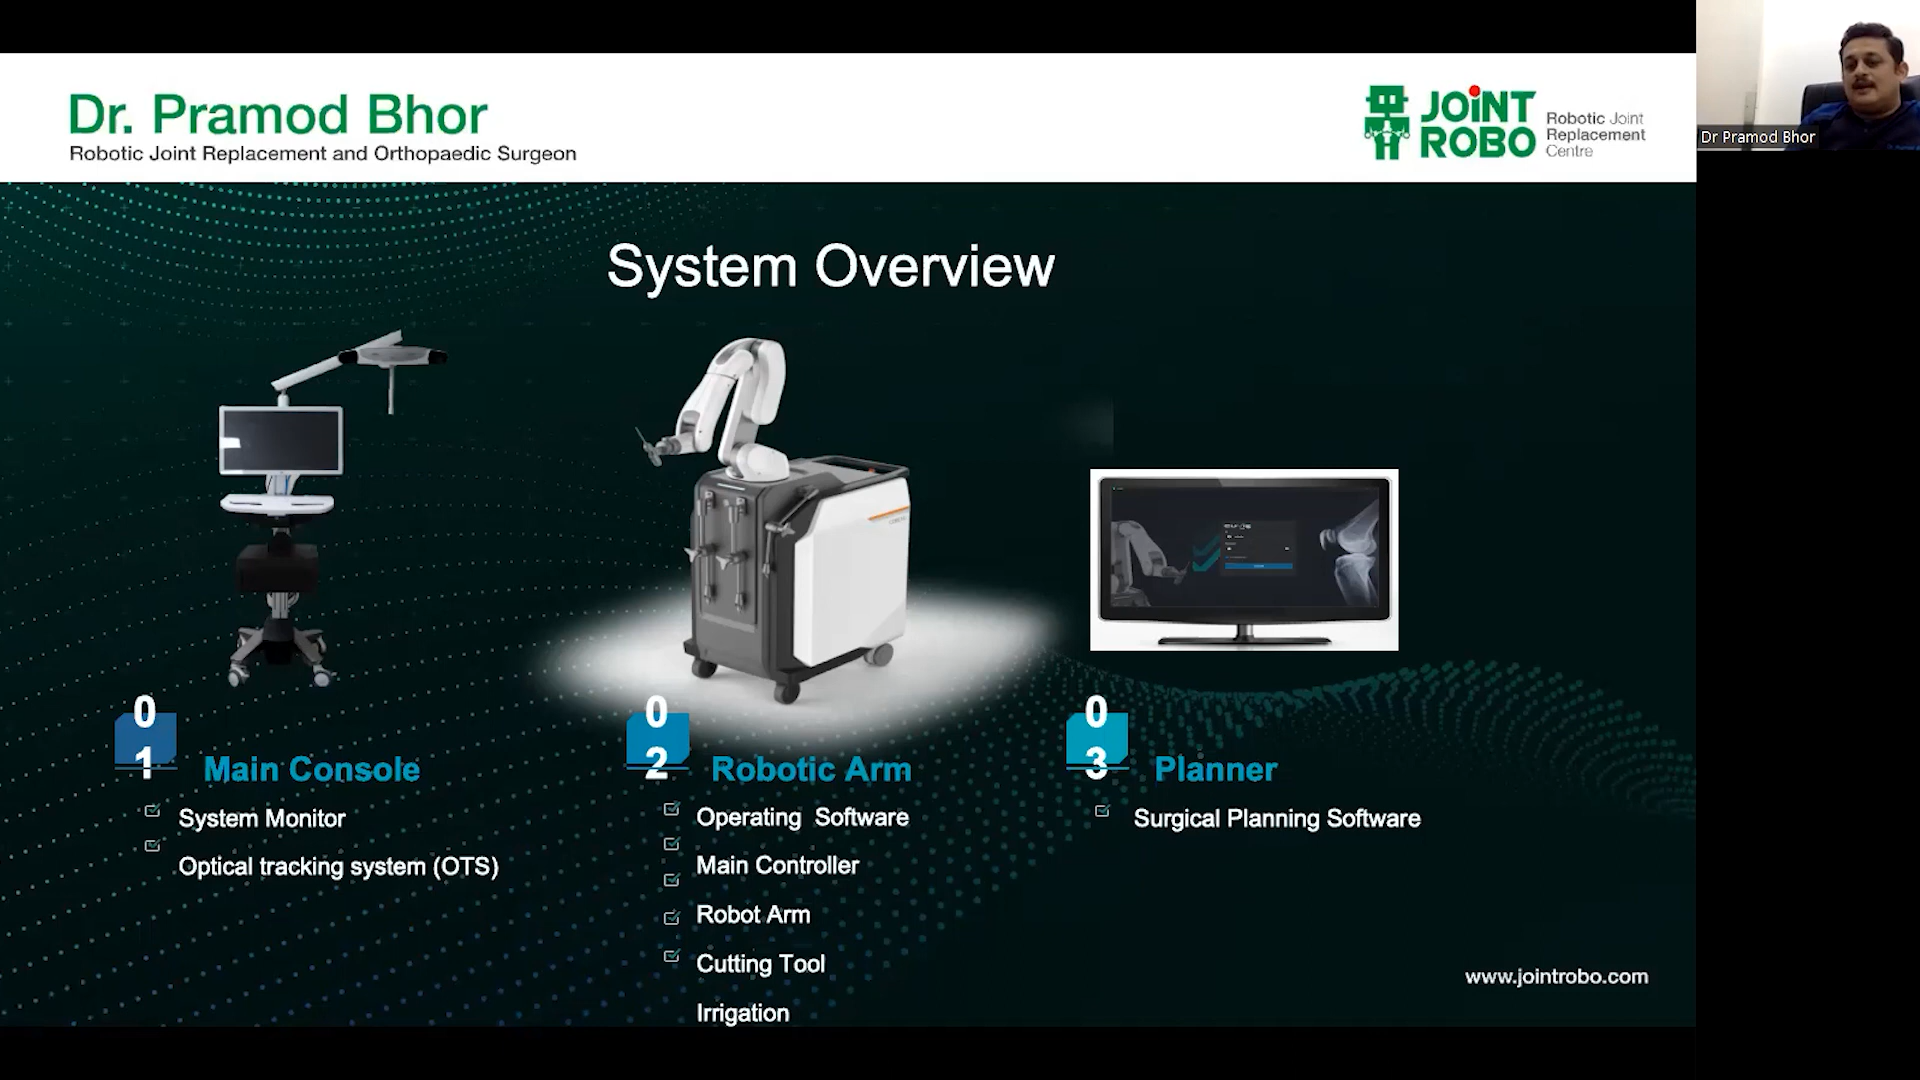 Dr. Pramod Bhor
Robotic Joint Replacement and Orthopaedic Surgeon
JOiNT
ROBO
Robotic Joint
Replacement
Centre
Dr Pramod Bhor
System Overview
01
Main Console
System Monitor
Optical tracking system (OTS)
02
Robotic Arm
Operating Software
Main Controller
Robot Arm
Cutting Tool
Irrigation
03
Planner
Surgical Planning Software
www.jointrobo.com